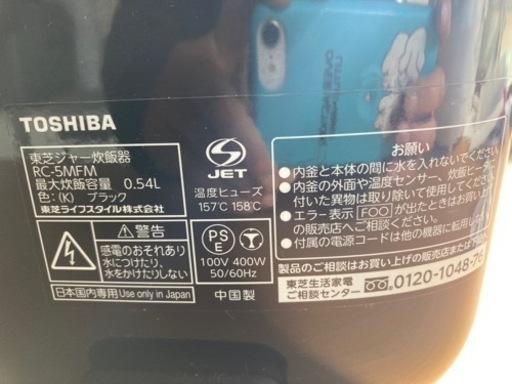 TOSHIBA
東芝ジャー炊飯器
RC-5MFM
最大炊飯容量 0.54L
色:(K) ブラック
東芝ライフスタイル株式会社
S JET
温度ヒューズ
157℃ 158℃
警告
感電のおそれあり
水につけたり、
水をかけたりしない
PS
E
100V 400W
50/60Hz
日本国内専用 Use only in Japan
中国製
お願い
•内釜と本体の間に水を入れないでください。
•内釜の外面や温度センサー、炊飯ヒーター
付いた異物は取り除いて使用してください
•エラー表示 F00 が出たときはお買上
の販売店へご相談ください。
•付属の電源コードは他の機器に転用し
製品のご相談はお買い上げの販売店または
東芝生活家電
ご相談センター
0120-1048-76